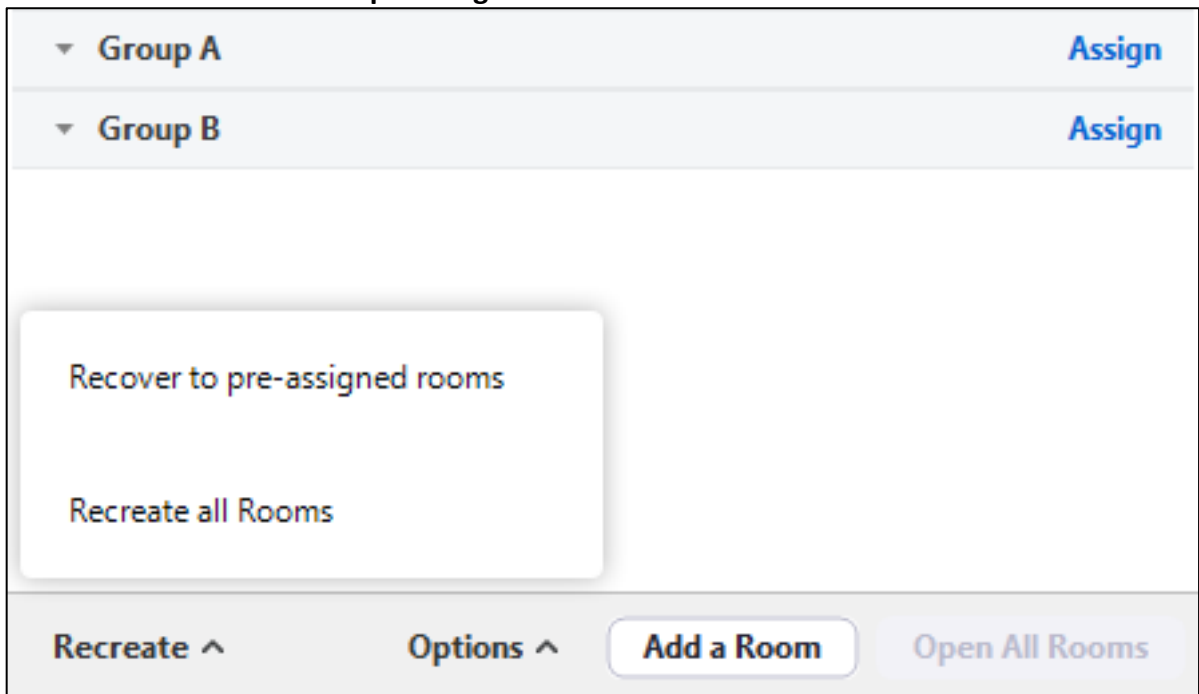 Group A Assign
Group B Assign
Recover to pre-assigned rooms
Recreate all Rooms
Recreate Options Add a Room Open All Rooms